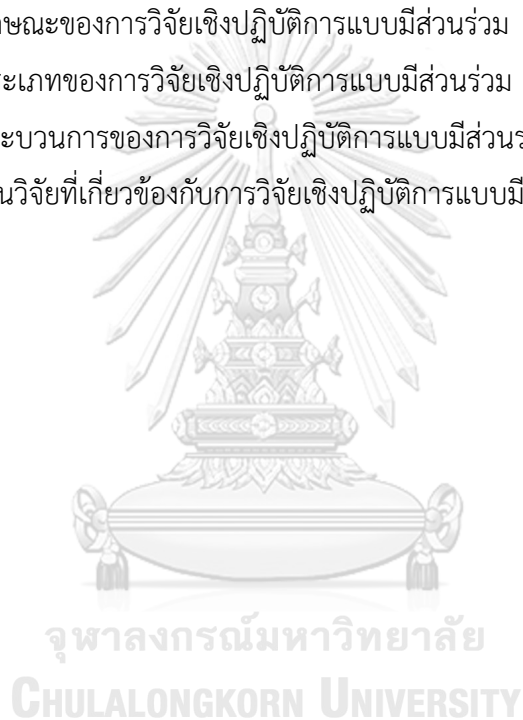 ษณะของการวิจัยเชิงปฏิบัติการแบบมีส่วนร่วม
ระเภทของการวิจัยเชิงปฏิบัติการแบบมีส่วนร่วม
ะบวนการของการวิจัยเชิงปฏิบัติการแบบมีส่วนร
นวิจัยที่เกี่ยวข้องกับการวิจัยเชิงปฏิบัติการแบบมี
จุฬาลงกรณ์มหาวิทยาลัย
CHULALONGKORN UNIVERSITY